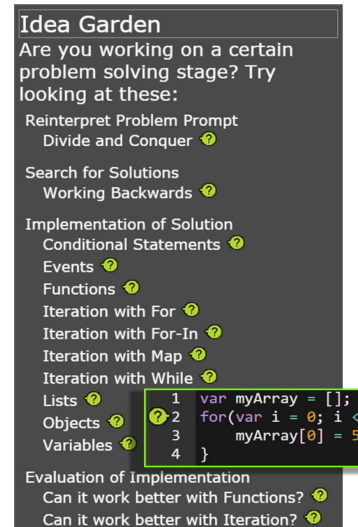 Idea Garden
Are you working on a certain
problem solving stage? Try
looking at these:
Reinterpret Problem Prompt
Divide and Conquer ?
Search for Solutions
Working Backwards ?
Implementation of Solution
Conditional Statements ?
Events ?
Functions ?
Iteration with For ?
Iteration with For-In ?
Iteration with Map ?
Iteration with While ?
Lists ?
Objects ?
Variables ?
1 var myArray = [];
? 2 for(var i = 0; i <
3 myArray[0] = 5
4 }
Evaluation of Implementation
Can it work better with Functions? ?
Can it work better with Iteration? ?